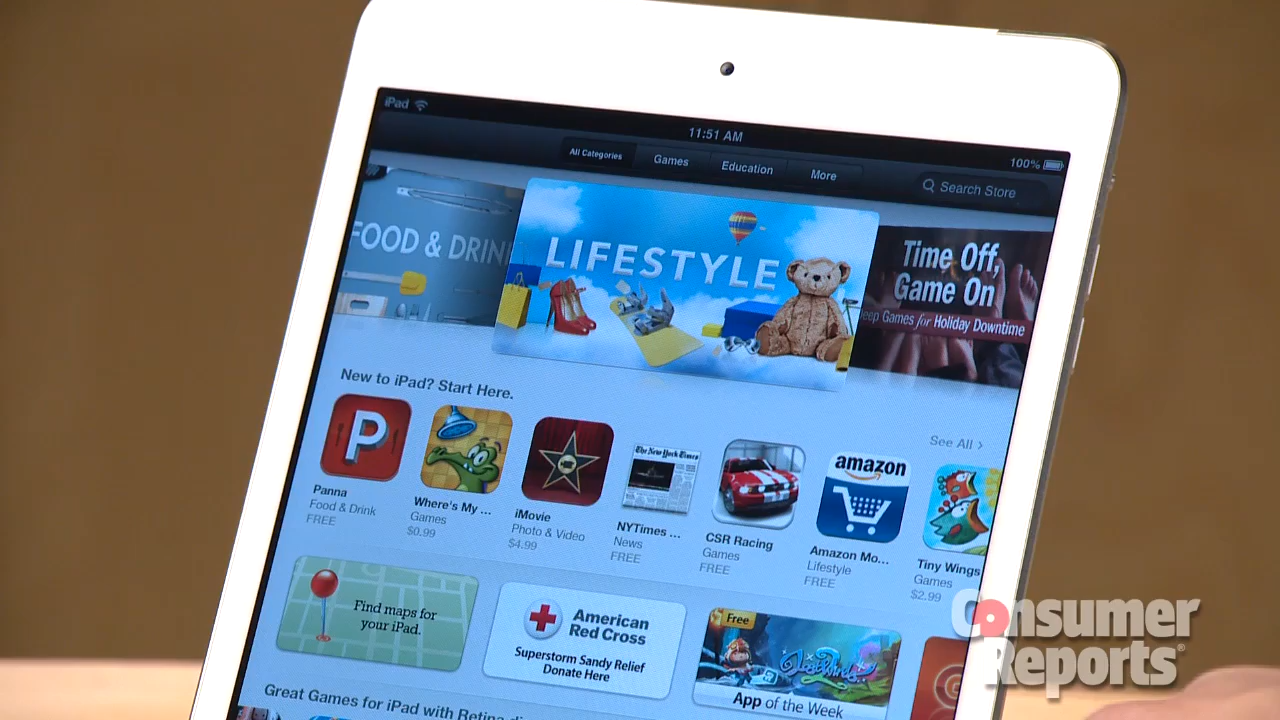 iPad
11:51 AM
100%
All Categories
Games
Education
More
Search Store
FOOD & DRIN
LIFESTYLE
Time Off,
Game On
eep Games for Holiday Downtime
New to iPad? Start Here.
See All >
P
The New York Times
amazon
Panna
Food & Drink
FREE
Where's My ...
Games
$0.99
iMovie
Photo & Video
$4.99
NYTimes ...
News
FREE
CSR Racing
Games
FREE
Amazon Mo...
Lifestyle
FREE
Tiny Wings
Games
$2.99
Find maps for
your iPad.
American
Red Cross
Superstorm Sandy Relief
Donate Here
Free
App of the Week
Great Games for iPad with Retina di
Consumer
Reports®